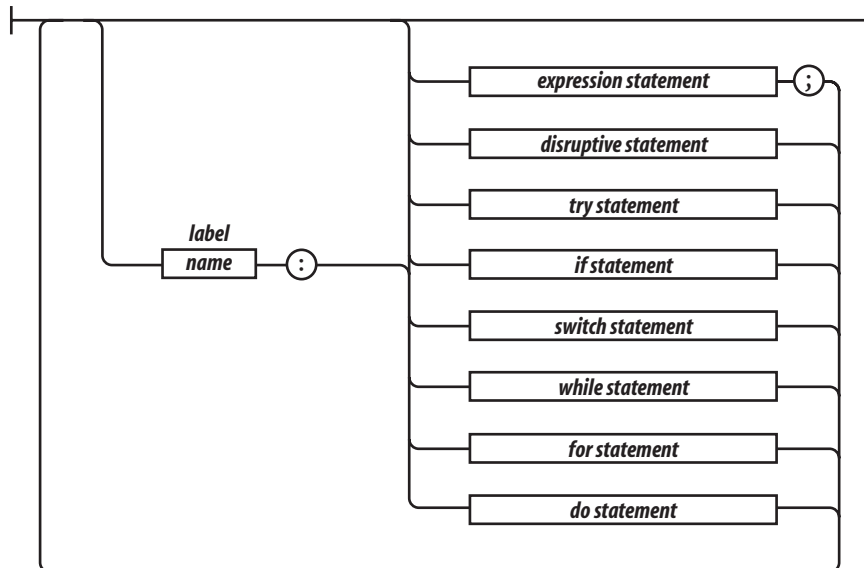 expression statement ;
disruptive statement
try statement
label
name :
if statement
switch statement
while statement
for statement
do statement